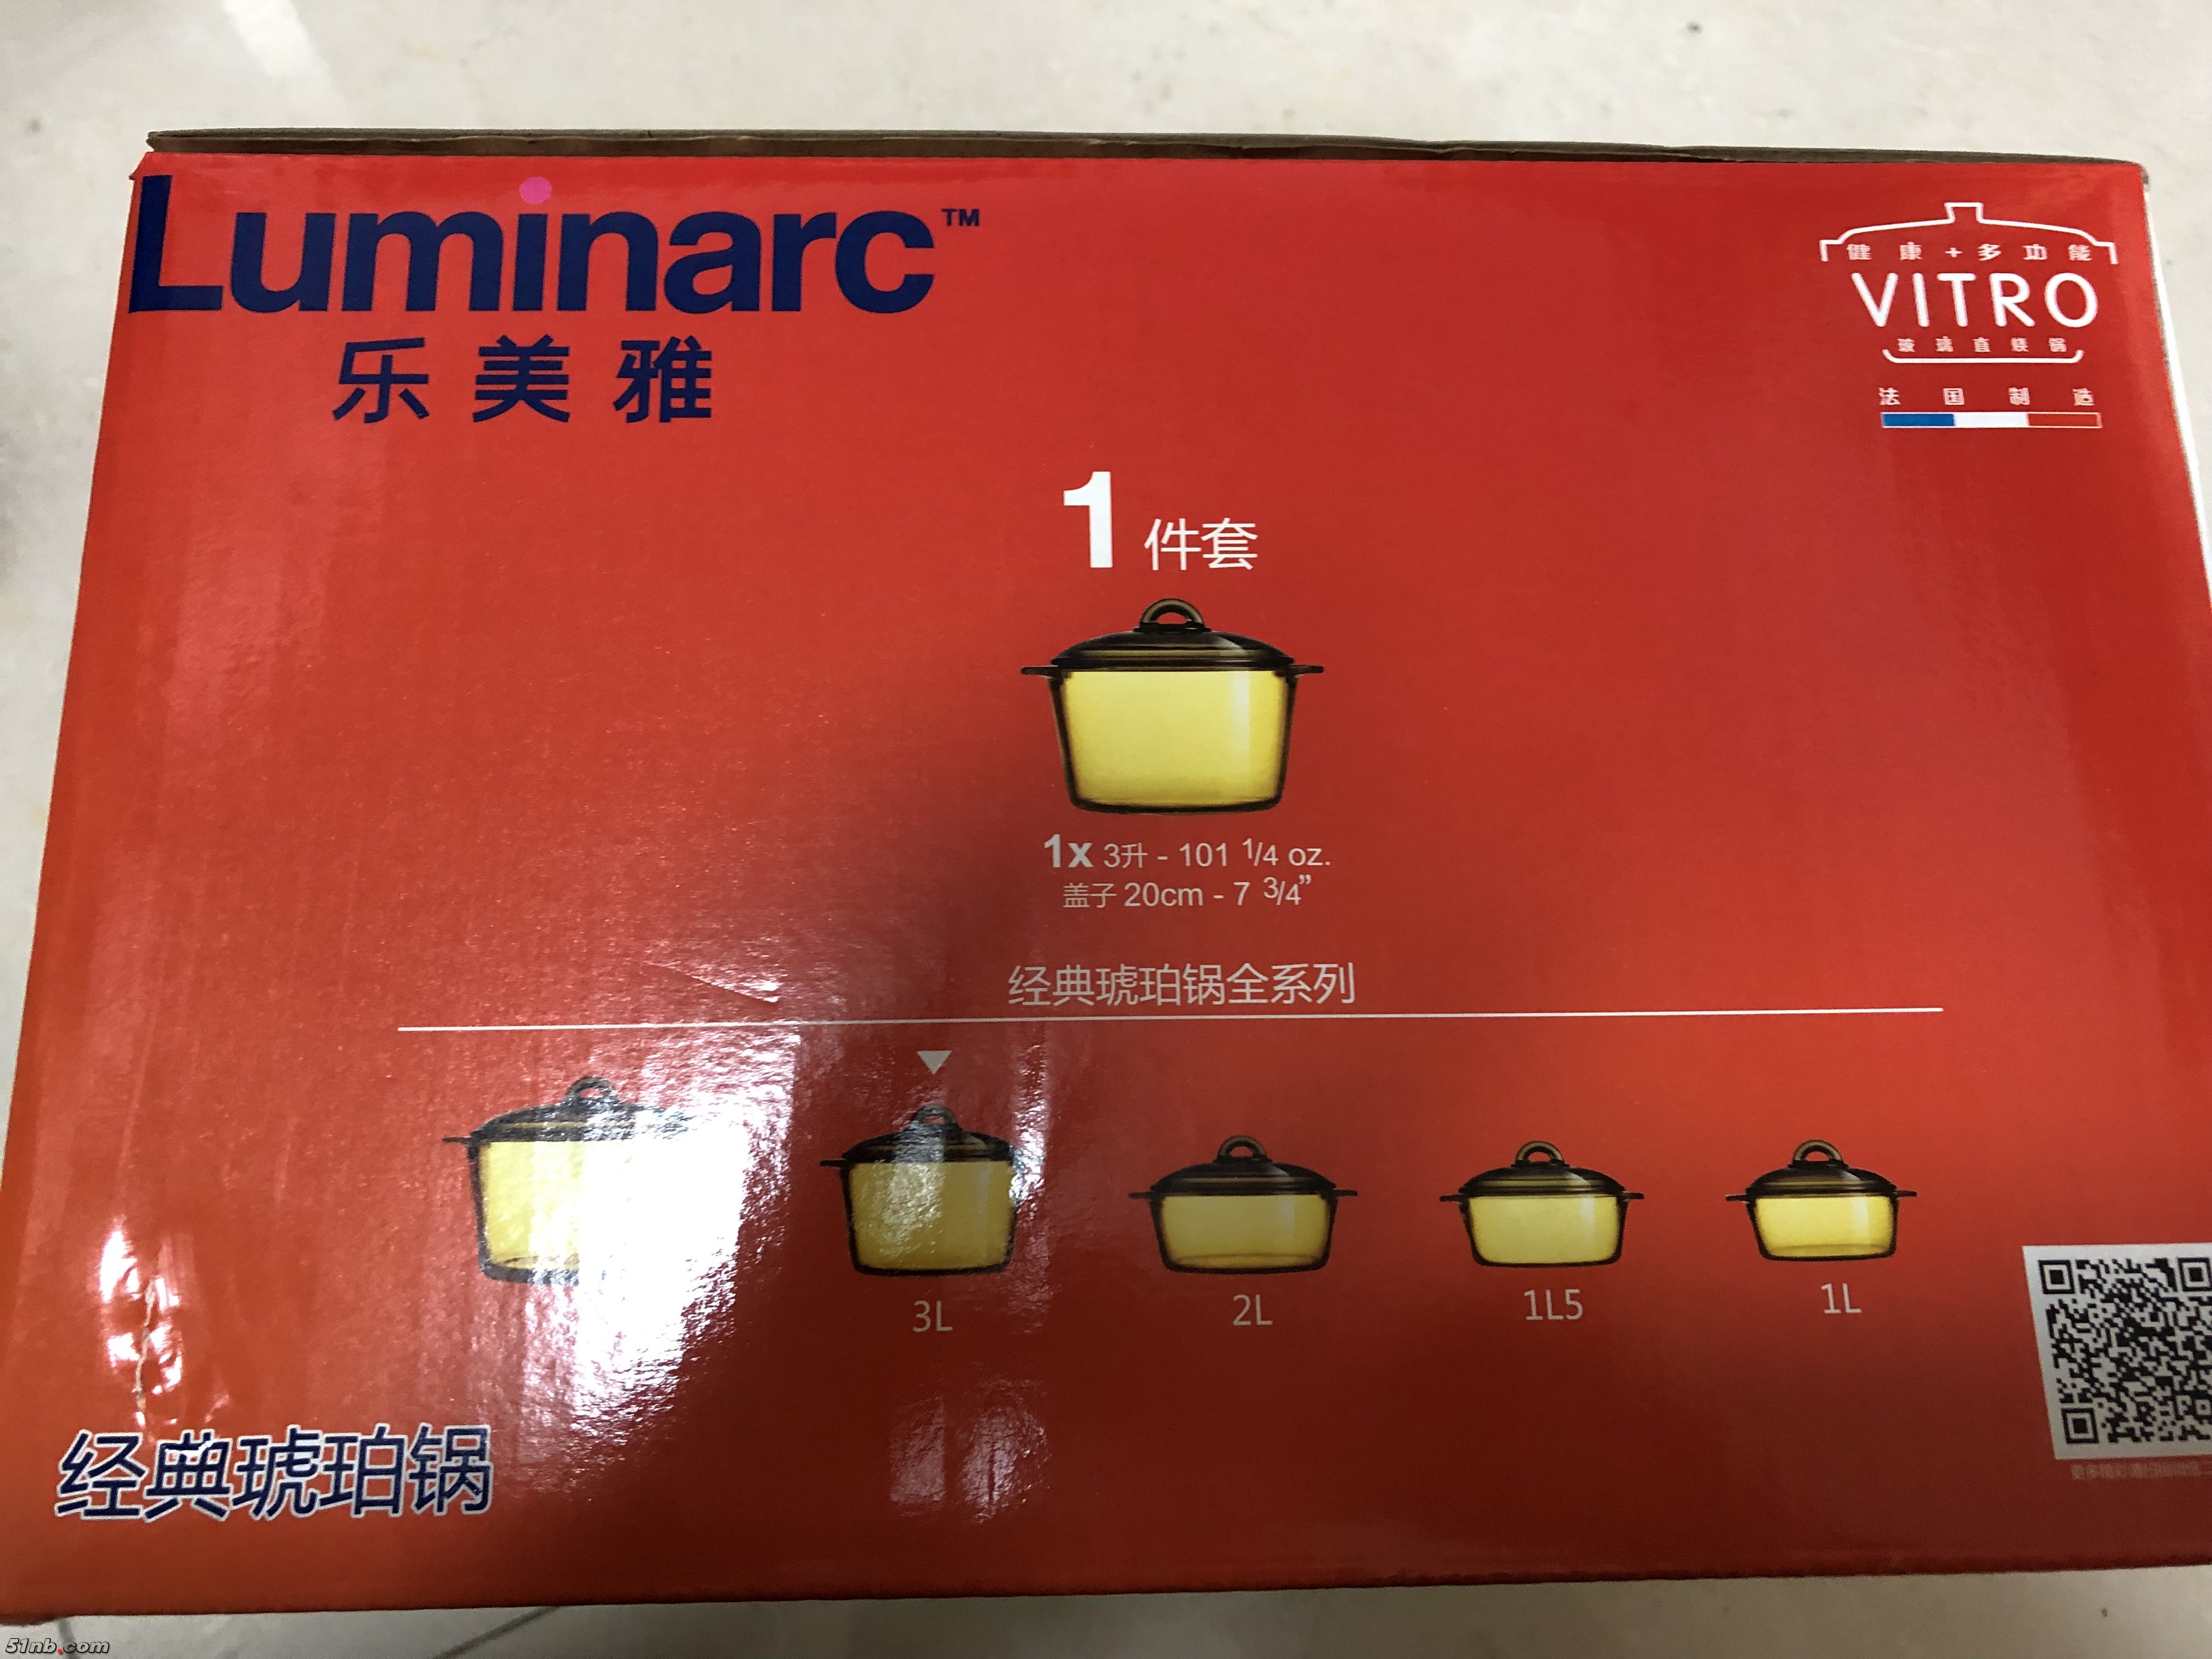 Luminarc™
乐美雅
健康+多功能
VITRO
玻璃直烧锅
法国制造
1件套
1x 3升 - 101 1/4 oz.
盖子 20cm - 7 3/4”
经典琥珀锅全系列
3L
2L
1L5
1L
经典琥珀锅
51nb.com